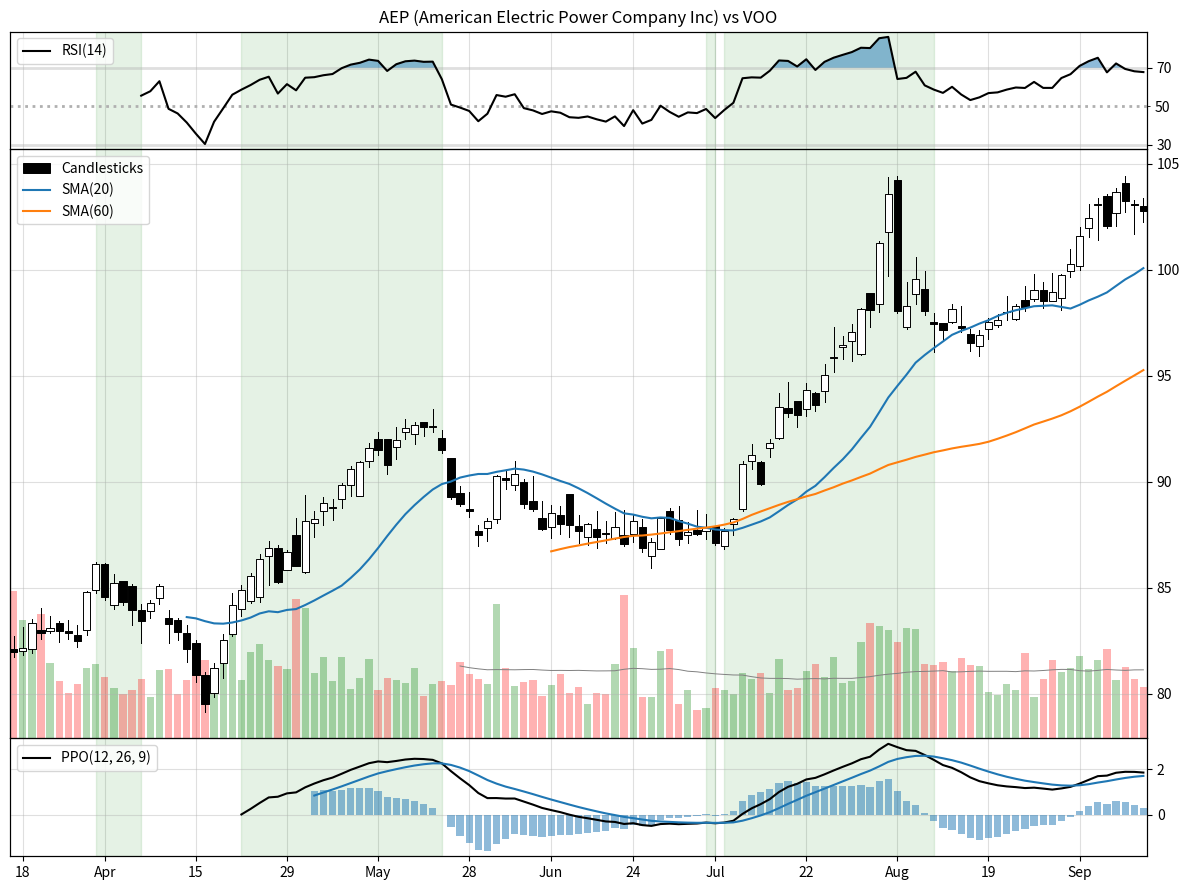 AEP (American Electric Power Company Inc) vs VOO
RSI(14)
70
50
30
Candlesticks
SMA(20)
SMA(60)
105
100
95
90
85
80
PPO(12, 26, 9)
2
0
18 Apr 15 29 May 28 Jun 24 Jul 22 Aug 19 Sep